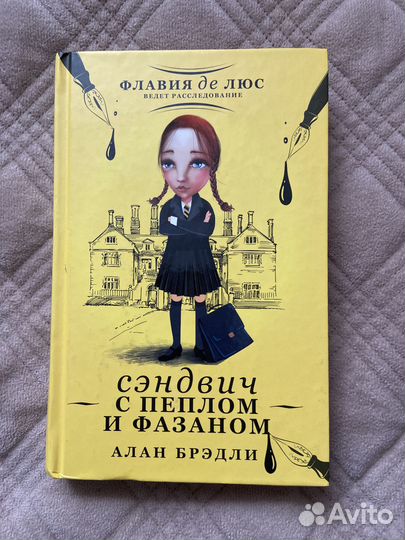 ФЛАВИЯ де ЛЮС
ВЕДЕТ РАССЛЕДОВАНИЕ
сэндвич
С ПЕПЛОМ
И ФАЗАНОМ
АЛАН БРЭДЛИ
Avito